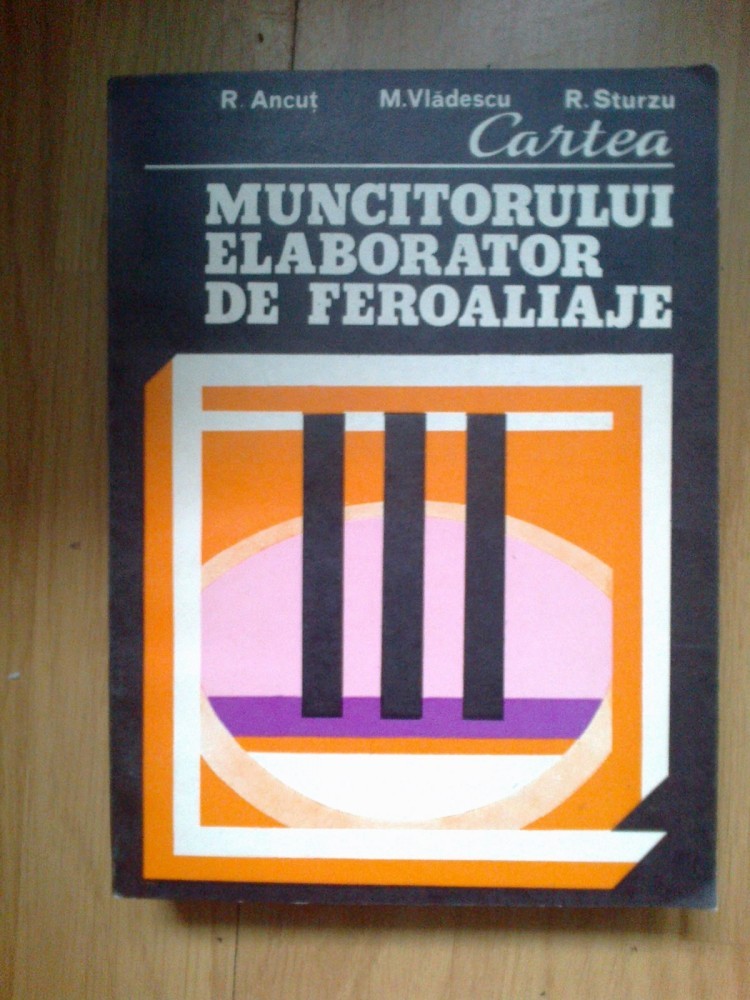 R. Ancuț M.Vlădescu R. Sturzu
Cartea
MUNCITORULUI
ELABORATOR
DE FEROALIAJE